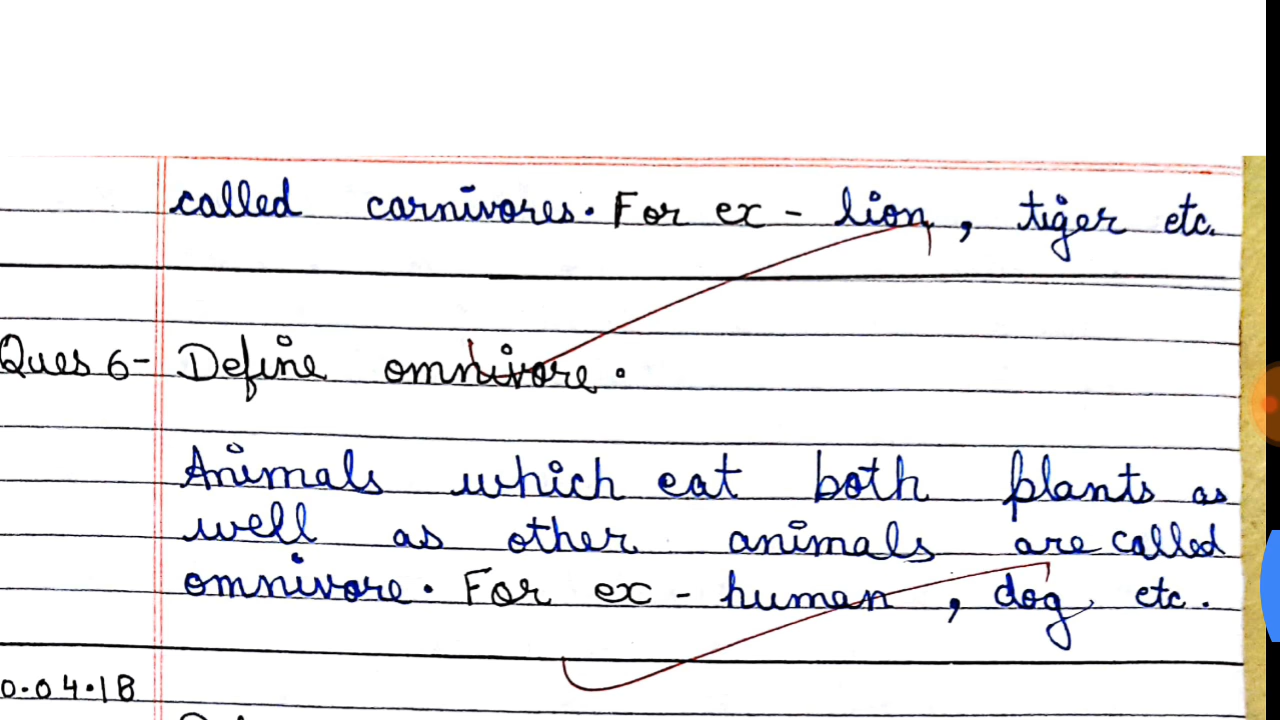 called carnivores. For ex - lion, tiger etc.
Ques 6- Define omnivore.
Animals which eat both plants as
well as other animals are called
omnivore. For ex - human, dog, etc.
0.04.18